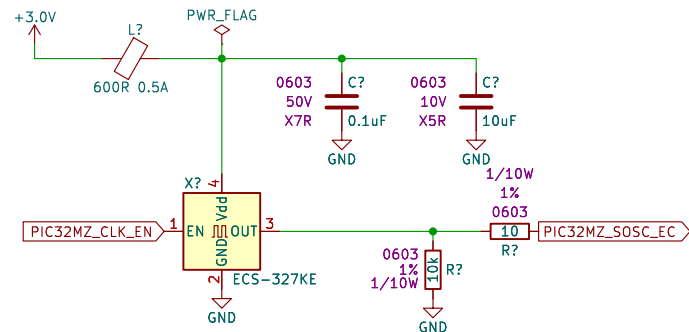 +3.0V
PWR_FLAG
L?
600R 0.5A
0603
50V
X7R
C?
0.1uF
GND
0603
10V
X5R
C?
10uF
GND
X?
4
Vdd
PIC32MZ_CLK_EN
1
EN
OUT
3
GND
2
ECS-327KE
GND
1/10W
1%
0603
10
R?
PIC32MZ_SOSC_EC
0603
1%
1/10W
10k
R?
GND